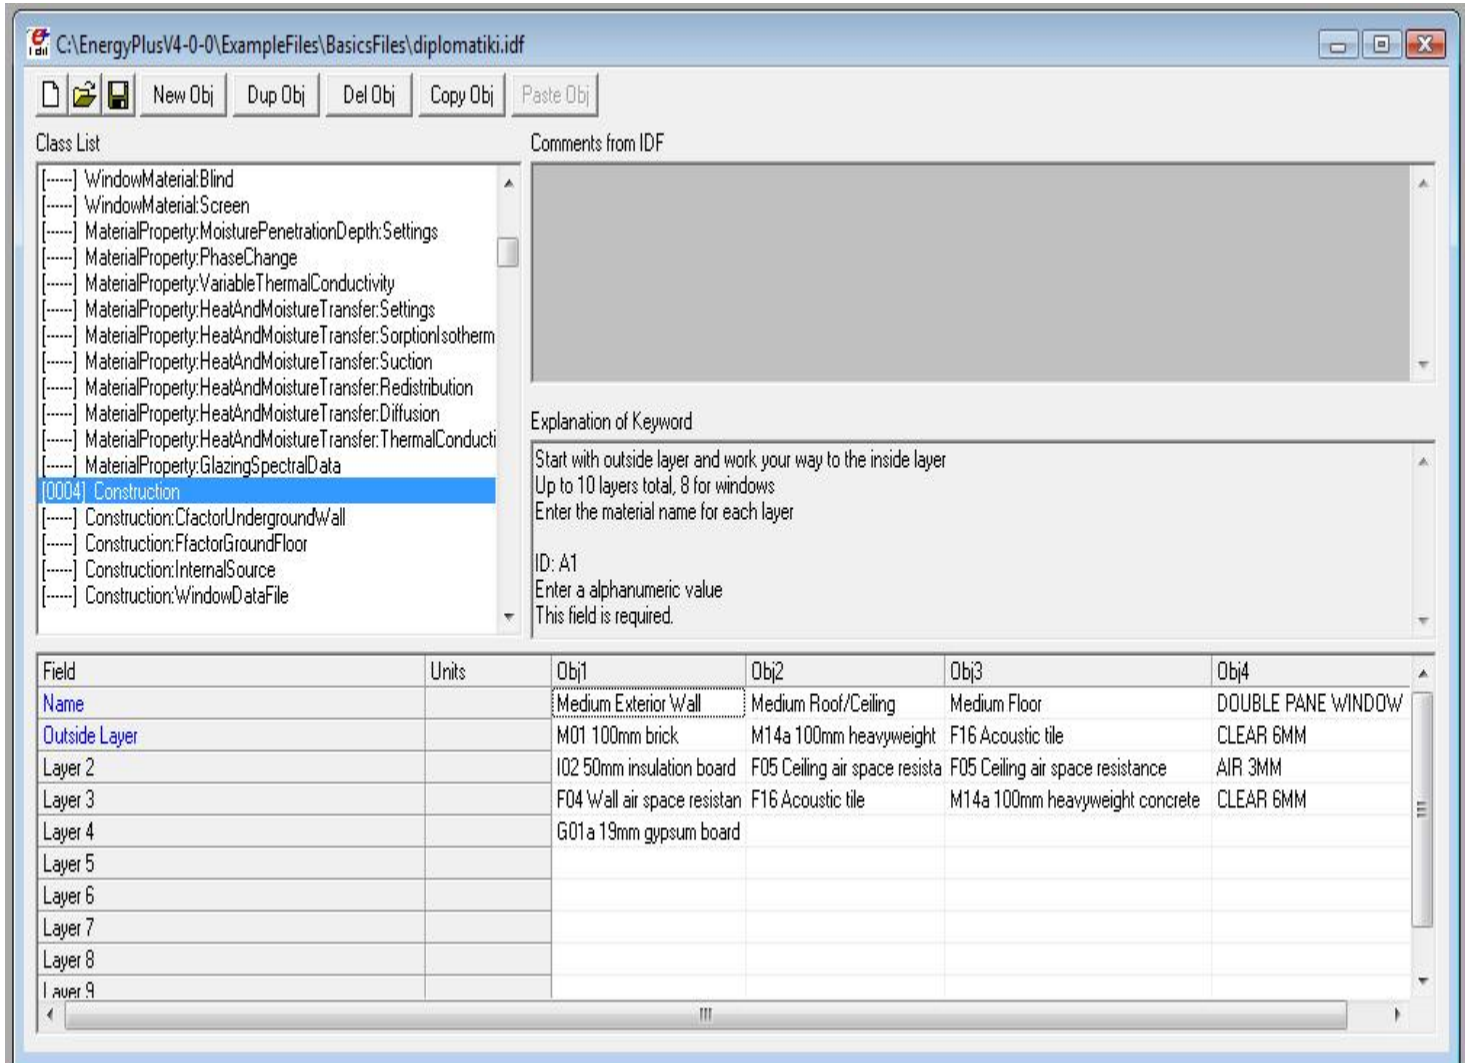 C:\EnergyPlusV4-0-0\ExampleFiles\BasicsFiles\diplomatiki.idf
New Obj Dup Obj Del Obj Copy Obj Paste Obj
Class List
[------] WindowMaterial:Blind
[------] WindowMaterial:Screen
[------] MaterialProperty:MoisturePenetrationDepth:Settings
[------] MaterialProperty:PhaseChange
[------] MaterialProperty:VariableThermalConductivity
[------] MaterialProperty:HeatAndMoistureTransfer:Settings
[------] MaterialProperty:HeatAndMoistureTransfer:SorptionIsotherm
[------] MaterialProperty:HeatAndMoistureTransfer:Suction
[------] MaterialProperty:HeatAndMoistureTransfer:Redistribution
[------] MaterialProperty:HeatAndMoistureTransfer:Diffusion
[------] MaterialProperty:HeatAndMoistureTransfer:ThermalConducti
[------] MaterialProperty:GlazingSpectralData
[0004] Construction
[------] Construction:CfactorUndergroundWall
[------] Construction:FfactorGroundFloor
[------] Construction:InternalSource
[------] Construction:WindowDataFile
Comments from IDF
Explanation of Keyword
Start with outside layer and work your way to the inside layer
Up to 10 layers total, 8 for windows
Enter the material name for each layer
ID: A1
Enter a alphanumeric value
This field is required.
Field Units Obj1 Obj2 Obj3 Obj4
Name Medium Exterior Wall Medium Roof/Ceiling Medium Floor DOUBLE PANE WINDOW
Outside Layer M01 100mm brick M14a 100mm heavyweight F16 Acoustic tile CLEAR 6MM
Layer 2 I02 50mm insulation board F05 Ceiling air space resista F05 Ceiling air space resistance AIR 3MM
Layer 3 F04 Wall air space resistan F16 Acoustic tile M14a 100mm heavyweight concrete CLEAR 6MM
Layer 4 G01a 19mm gypsum board
Layer 5
Layer 6
Layer 7
Layer 8
Layer 9